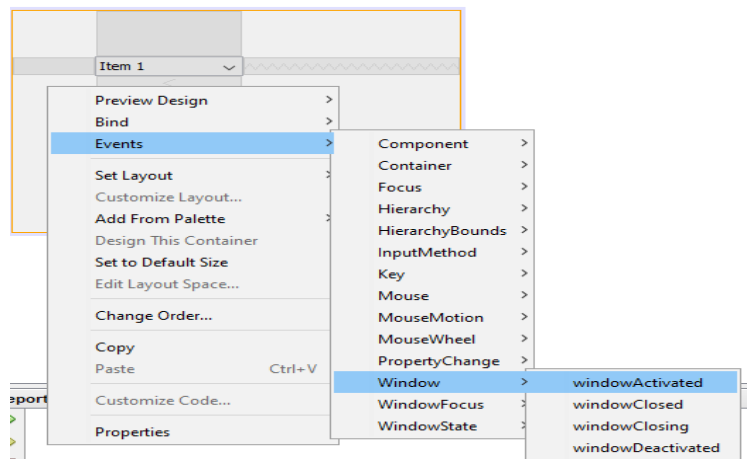 Item 1
Preview Design
Bind
Events
Set Layout
Customize Layout...
Add From Palette
Design This Container
Set to Default Size
Edit Layout Space...
Change Order...
Copy
Paste Ctrl+V
Customize Code...
Properties
Component
Container
Focus
Hierarchy
HierarchyBounds
InputMethod
Key
Mouse
MouseMotion
MouseWheel
PropertyChange
Window
WindowFocus
WindowState
windowActivated
windowClosed
windowClosing
windowDeactivated
eport